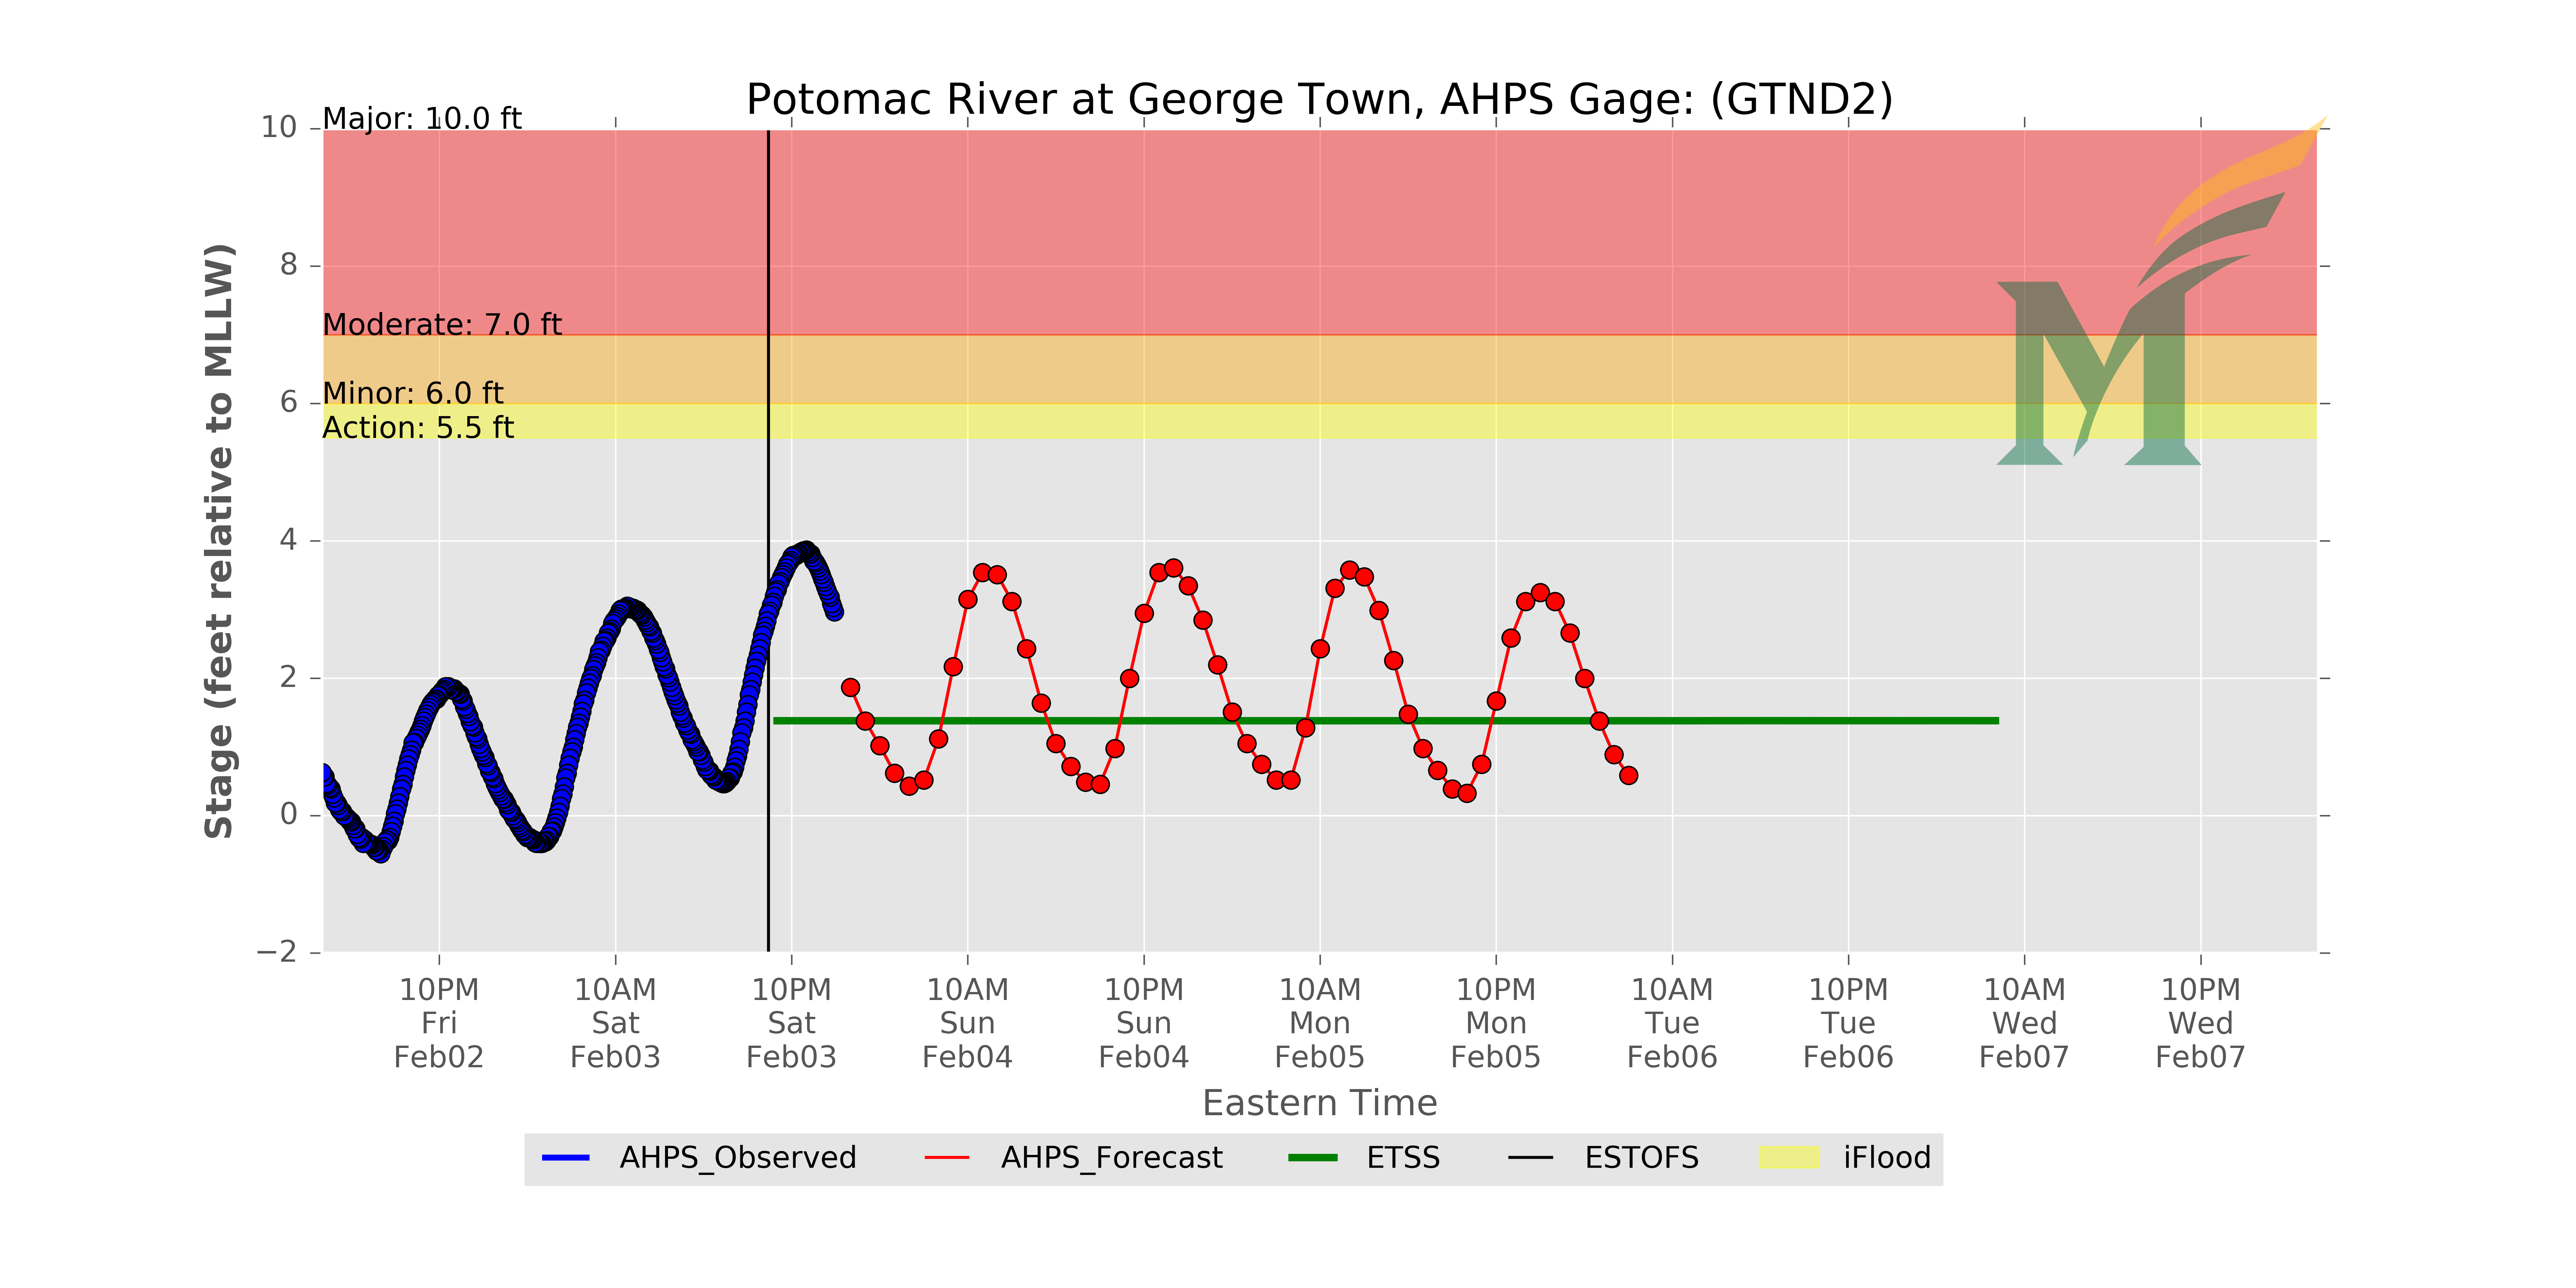 Potomac River at George Town, AHPS Gage: (GTND2)
Major: 10.0 ft
Moderate: 7.0 ft
Minor: 6.0 ft
Action: 5.5 ft
Stage (feet relative to MLLW)
10
8
6
4
2
0
−2
10PM
Fri
Feb02
10AM
Sat
Feb03
10PM
Sat
Feb03
10AM
Sun
Feb04
10PM
Sun
Feb04
10AM
Mon
Feb05
10PM
Mon
Feb05
10AM
Tue
Feb06
10PM
Tue
Feb06
10AM
Wed
Feb07
10PM
Wed
Feb07
Eastern Time
AHPS_Observed AHPS_Forecast ETSS ESTOFS iFlood
M